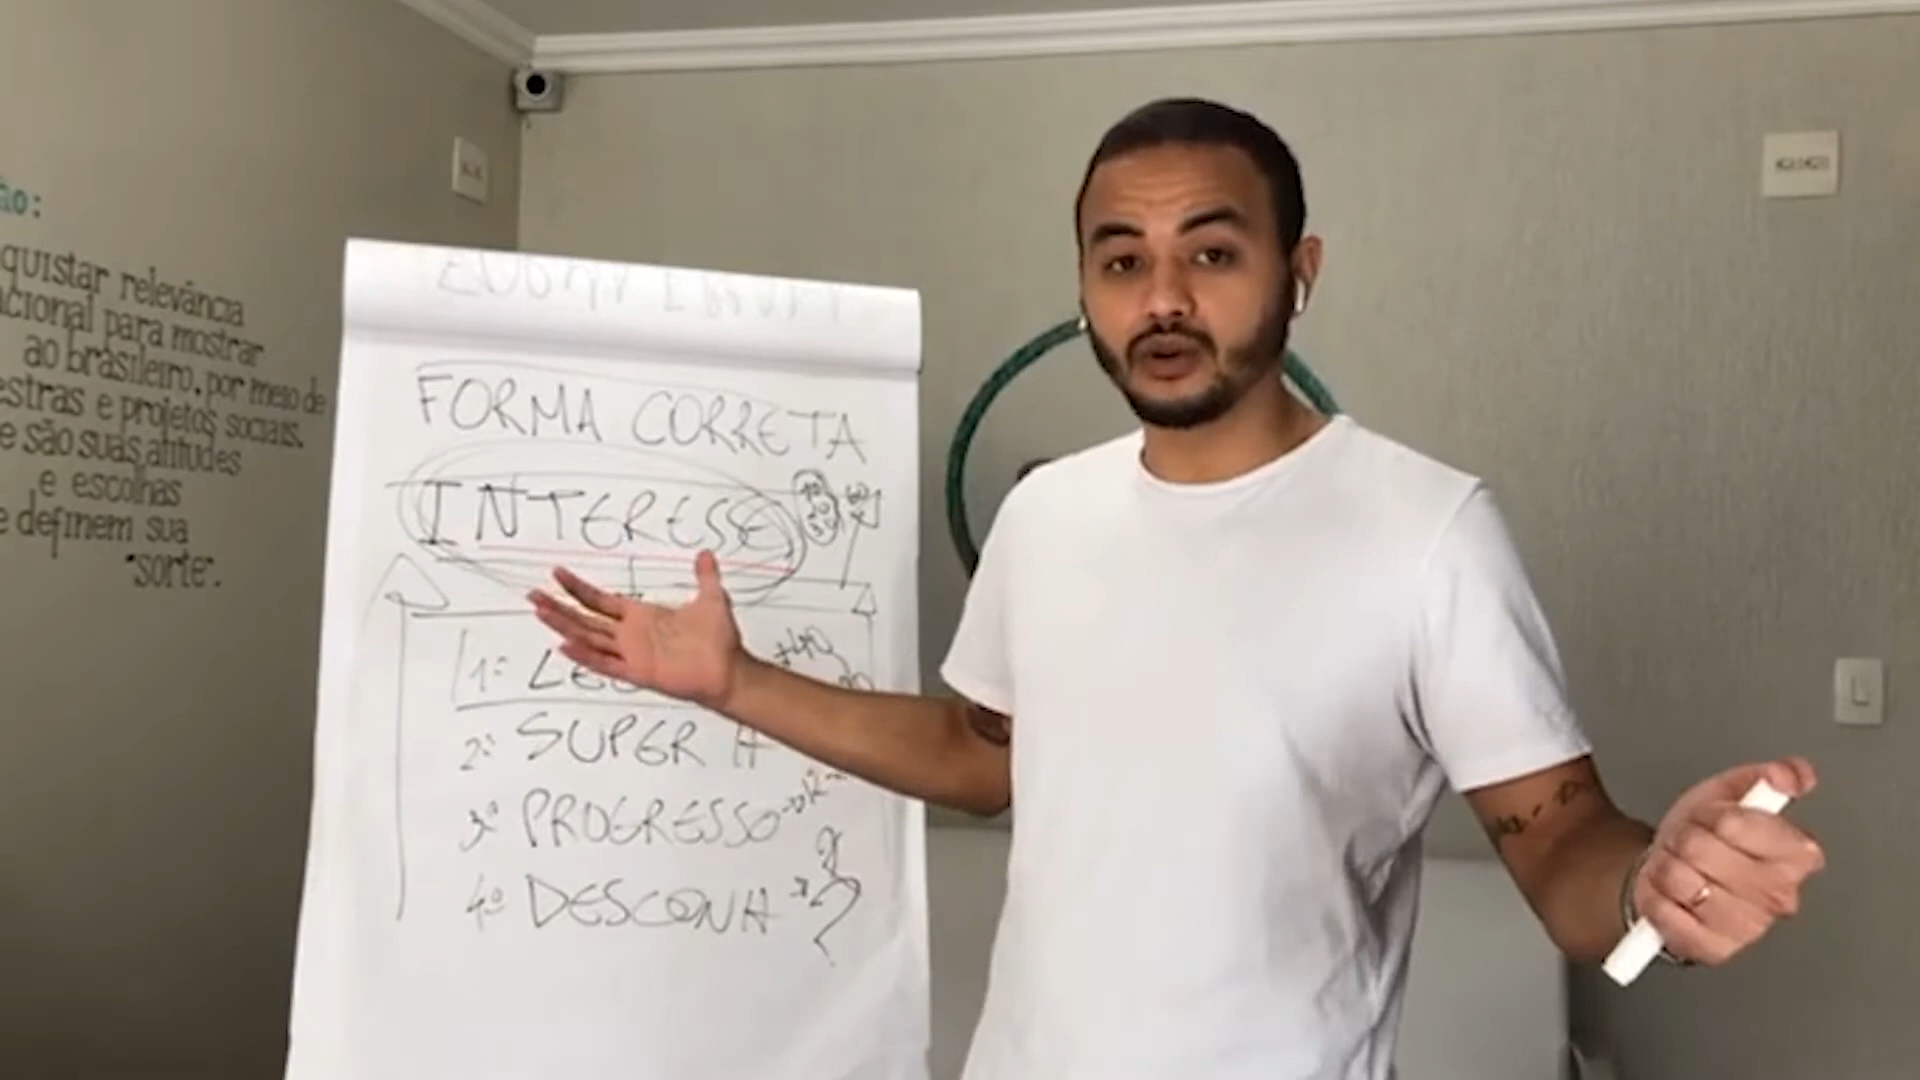 ão:
quistar relevância
acional para mostrar
ao brasileiro, por meio de
estras e projetos sociais,
e são suas atitudes
e escolhas
e definem sua
"sorte".
FORMA CORRETA
INTERESSE
1º
2º SUPER A
3º PROGRESSO
4º DESCONHA